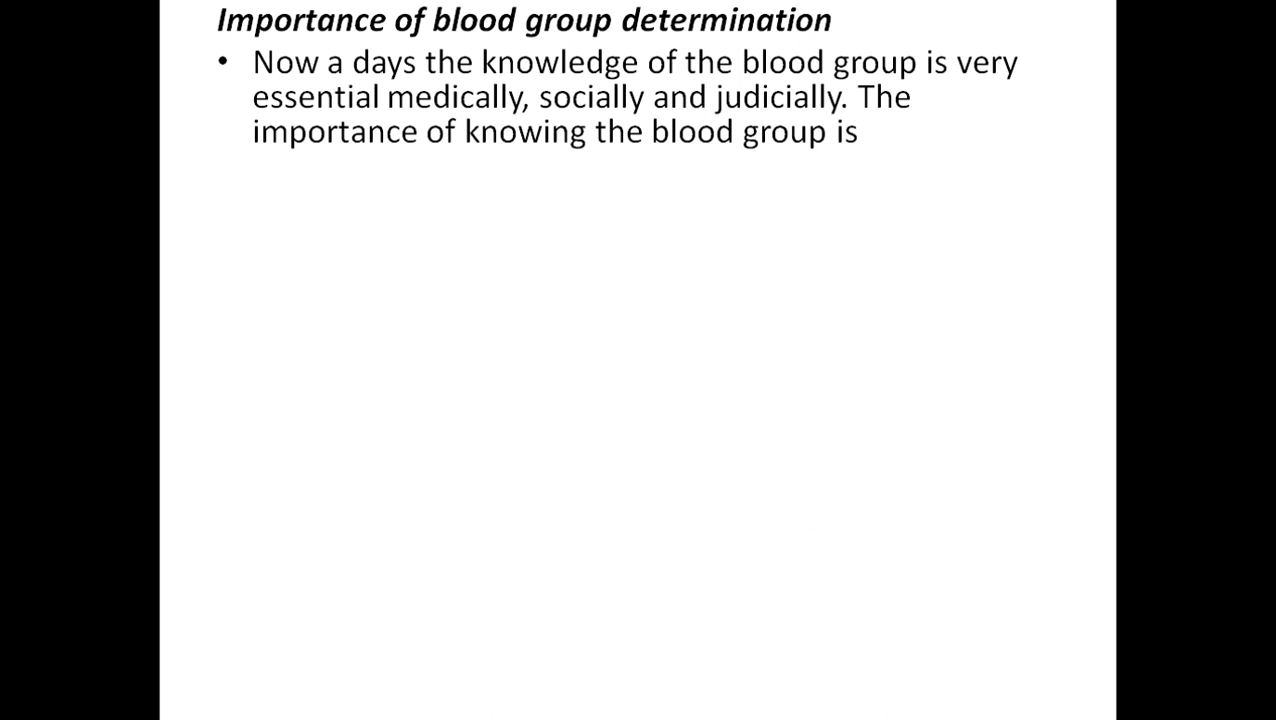 Importance of blood group determination
• Now a days the knowledge of the blood group is very
essential medically, socially and judicially. The
importance of knowing the blood group is